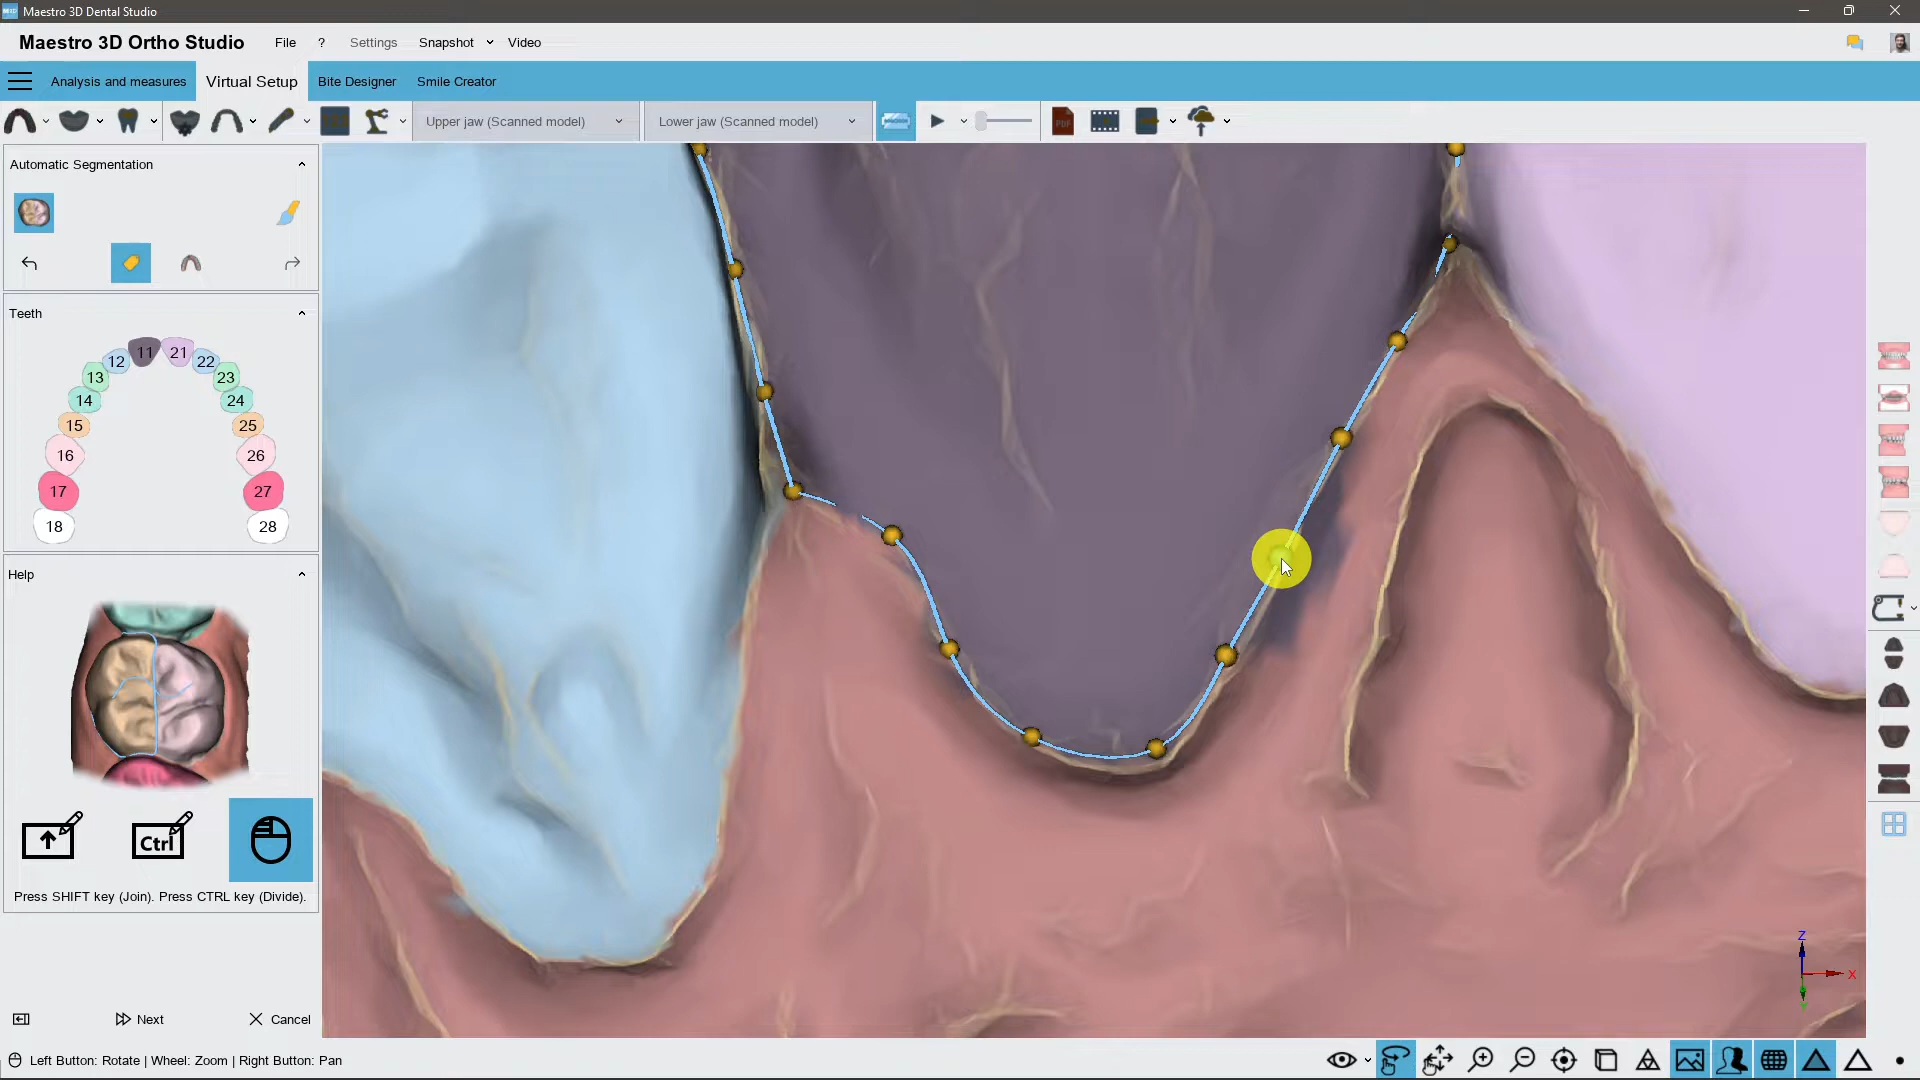 Maestro 3D Dental Studio
Maestro 3D Ortho Studio
File
?
Settings
Snapshot
Video
Analysis and measures
Virtual Setup
Bite Designer
Smile Creator
Upper jaw (Scanned model)
Lower jaw (Scanned model)
PDF
Automatic Segmentation
Teeth
11
21
12
22
13
23
14
24
15
25
16
26
17
27
18
28
Help
Ctrl
Press SHIFT key (Join). Press CTRL key (Divide).
Next
Cancel
Z
X
Left Button: Rotate | Wheel: Zoom | Right Button: Pan